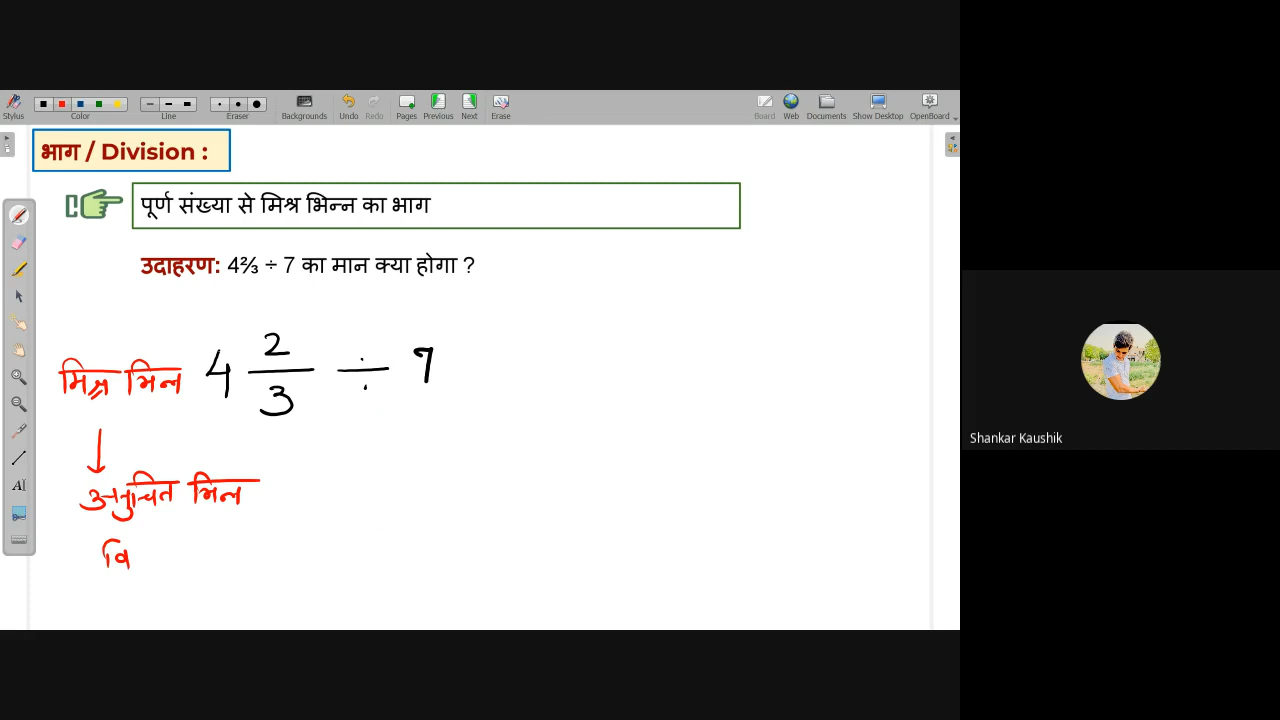 Stylus
Color
Line
Eraser
Backgrounds
Undo
Redo
Pages
Previous
Next
Erase
Board
Web
Documents
Show Desktop
OpenBoard
भाग / Division :
पूर्ण संख्या से मिश्र भिन्न का भाग
उदाहरण: 4⅔ ÷ 7 का मान क्या होगा ?
मिश्र भिन्न 4 2/3 ÷ 7
अनुचित भिन्न
वि
Shankar Kaushik